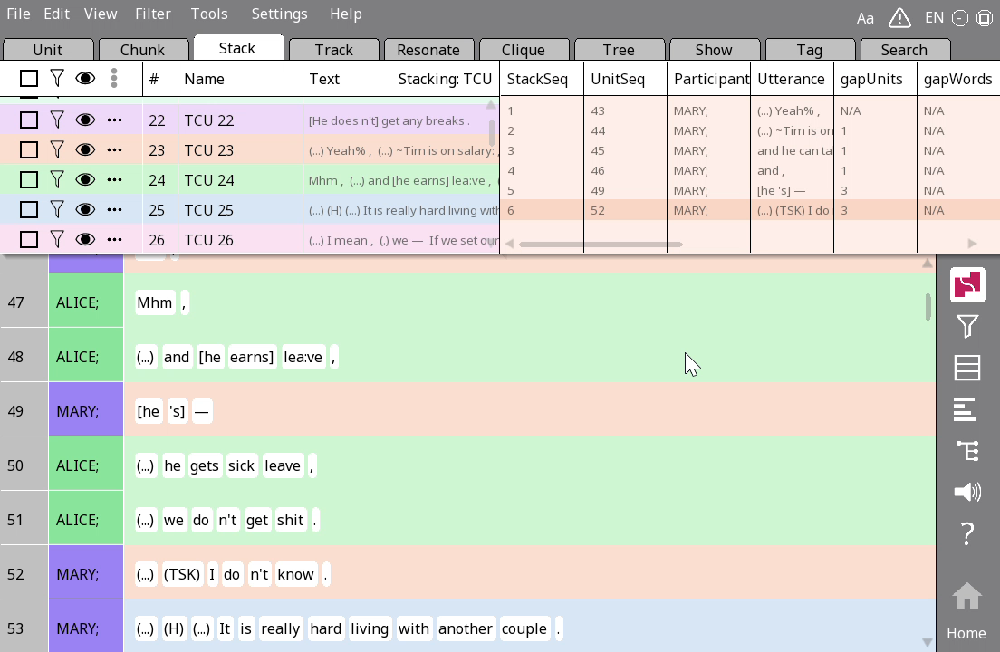 File Edit View Filter Tools Settings Help Aa EN
Unit Chunk Stack Track Resonate Clique Tree Show Tag Search
# Name Text Stacking: TCU StackSeq UnitSeq Participant Utterance gapUnits gapWords
22 TCU 22 [He does n't] get any breaks .
23 TCU 23 (...) Yeah% , (...) ~Tim is on salary: ,
24 TCU 24 Mhm , (...) and [he earns] lea:ve ,
25 TCU 25 (...) (H) (...) It is really hard living with
26 TCU 26 (...) I mean , (.) we — If we set our
1 43 MARY; (...) Yeah% , N/A N/A
2 44 MARY; (...) ~Tim is on 1 N/A
3 45 MARY; and he can ta 1 N/A
4 46 MARY; and , 1 N/A
5 49 MARY; [he 's] — 3 N/A
6 52 MARY; (...) (TSK) I do 3 N/A
47 ALICE; Mhm ,
48 ALICE; (...) and [he earns] lea:ve ,
49 MARY; [he 's] —
50 ALICE; (...) he gets sick leave ,
51 ALICE; (...) we do n't get shit .
52 MARY; (...) (TSK) I do n't know .
53 MARY; (...) (H) (...) It is really hard living with another couple .
?
Home